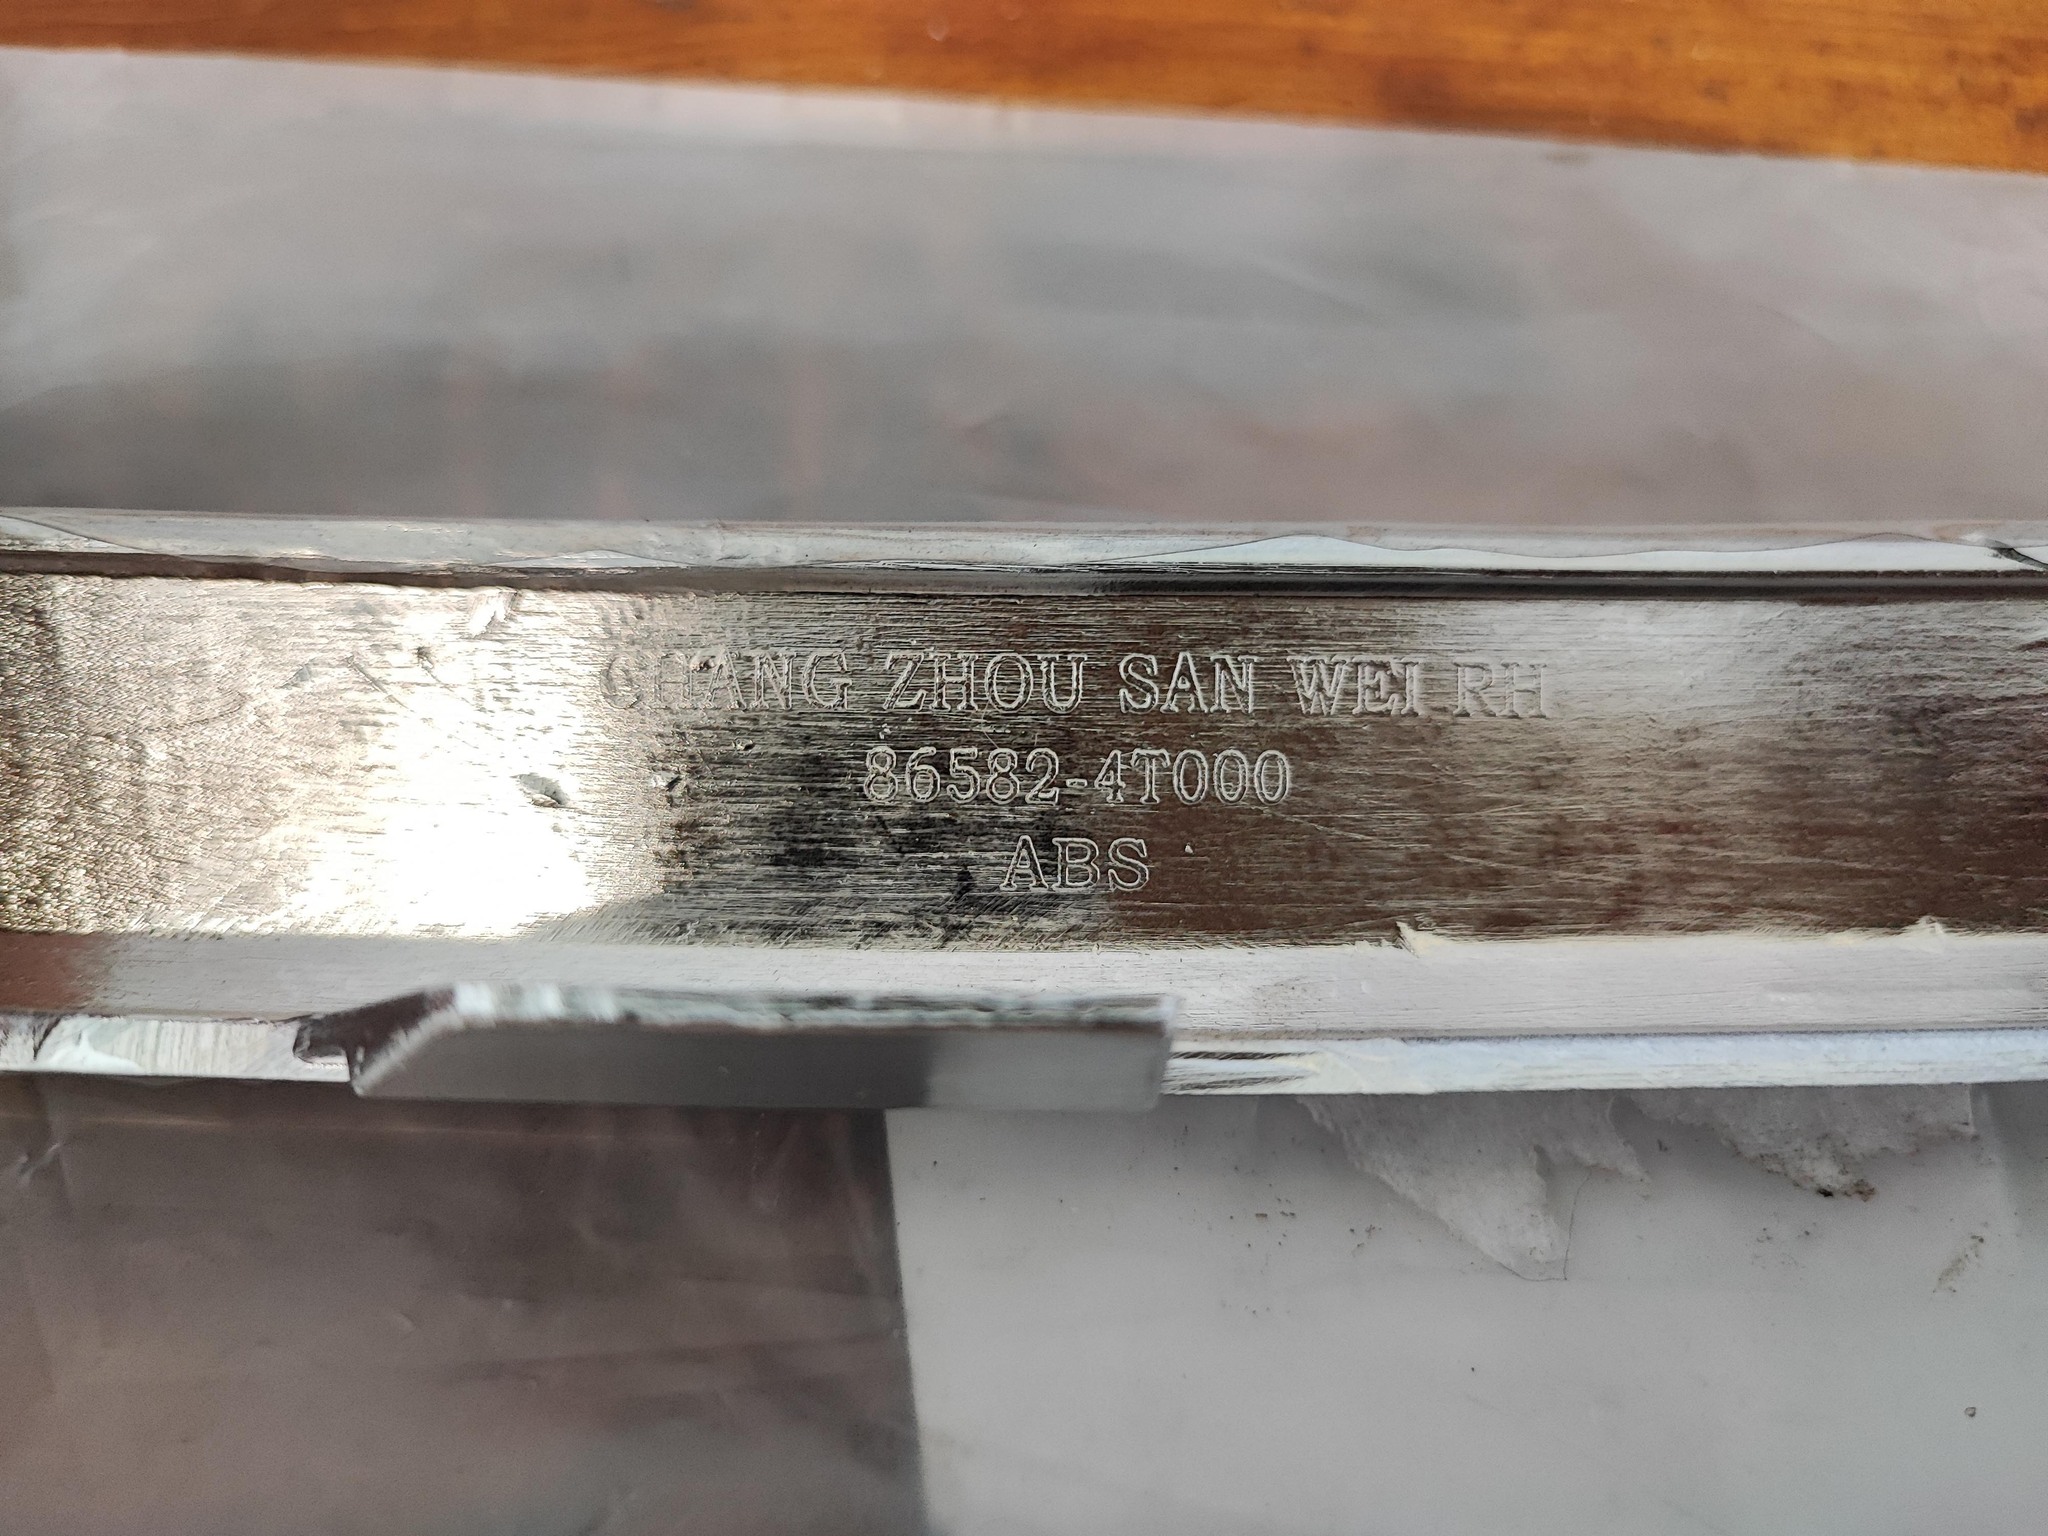 CHANG ZHOU SAN WEI RH
86582-4T000
ABS